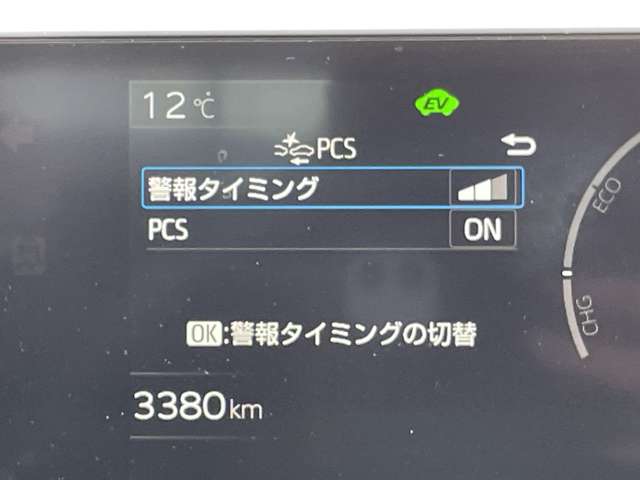 12℃ EV
PCS
警報タイミング
PCS ON
ECO
CHG
OK:警報タイミングの切替
3380km